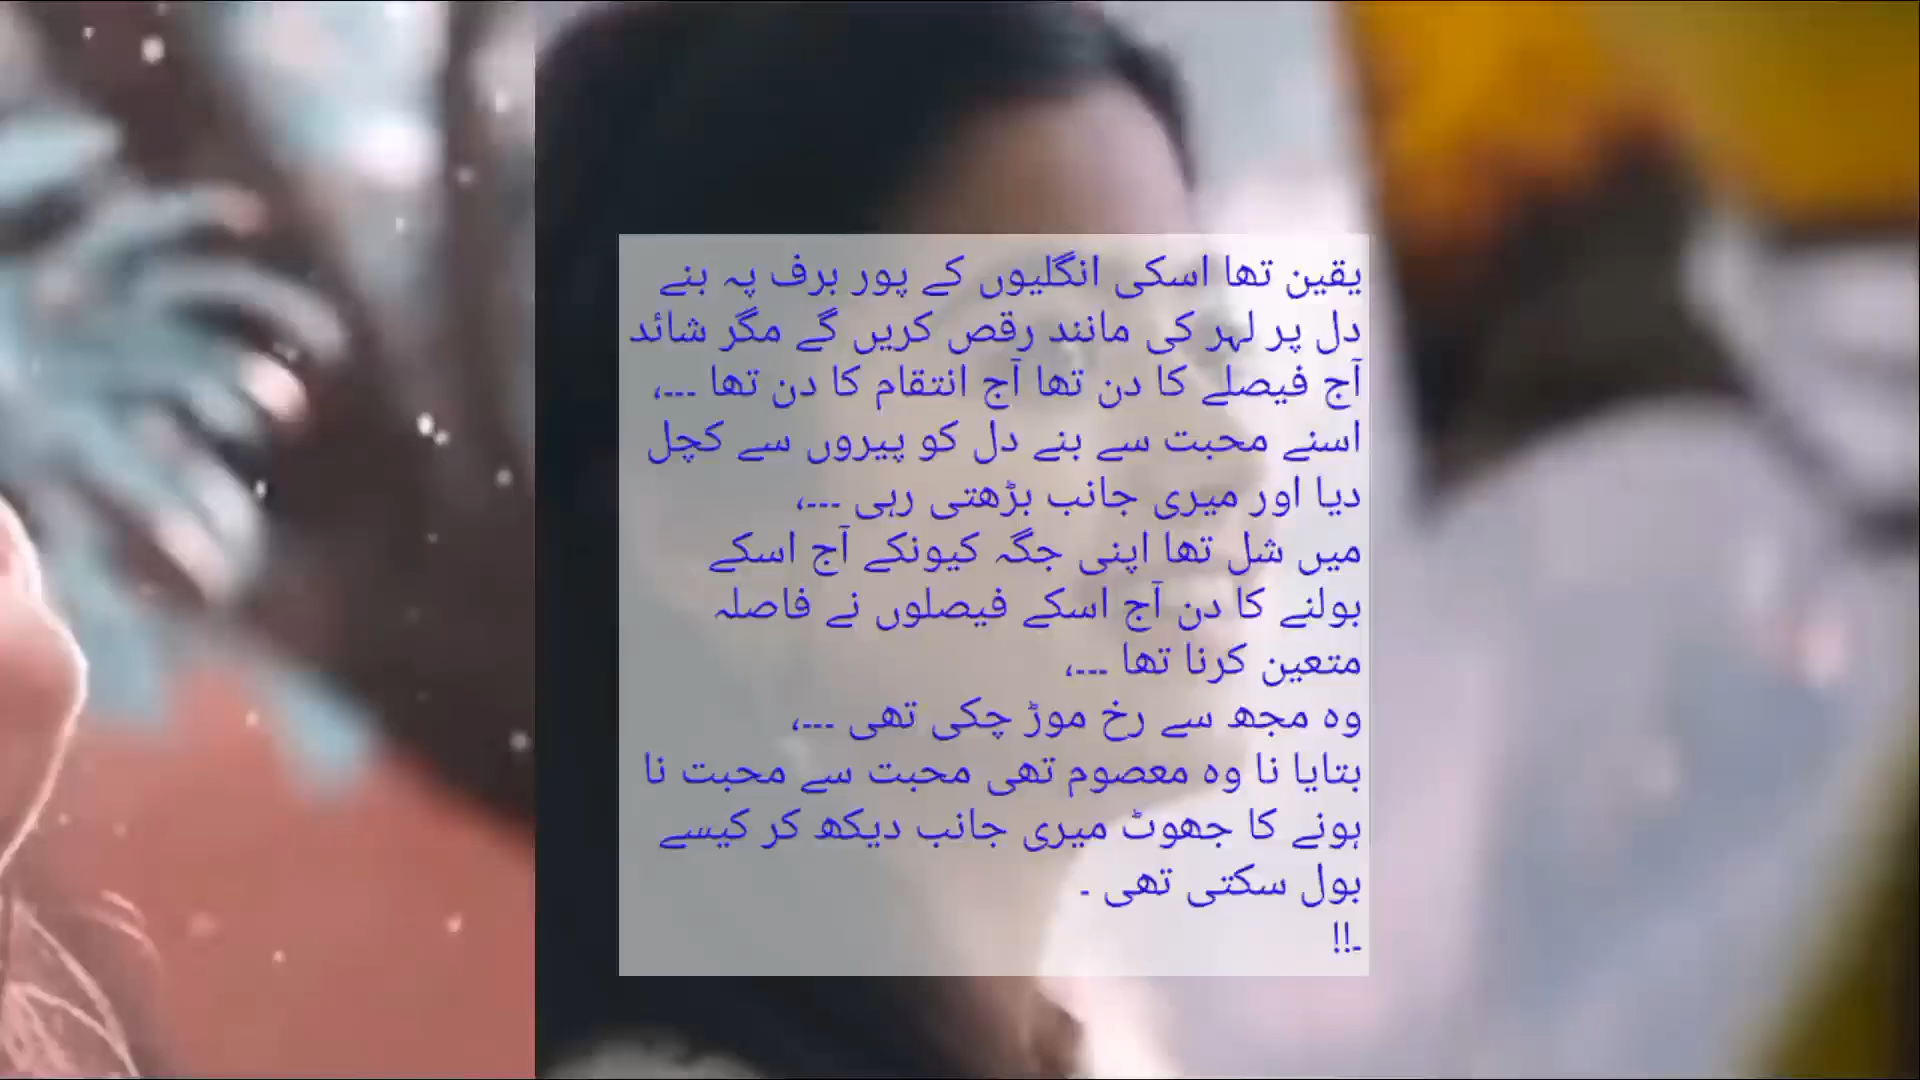 یقین تھا اسکی انگلیوں کے پور برف پہ بنے
دل پر لہر کی مانند رقص کریں گے مگر شائد
آج فیصلے کا دن تھا آج انتقام کا دن تھا ۔۔۔،
اسنے محبت سے بنے دل کو پیروں سے کچل
دیا اور میری جانب بڑھتی رہی ۔۔۔،
میں شل تھا اپنی جگہ کیونکے آج اسکے
بولنے کا دن آج اسکے فیصلوں نے فاصلہ
متعین کرنا تھا ۔۔۔،
وہ مجھ سے رخ موڑ چکی تھی ۔۔۔،
بتایا نا وہ معصوم تھی محبت سے محبت نا
ہونے کا جھوٹ میری جانب دیکھ کر کیسے
بول سکتی تھی ۔
۔!!